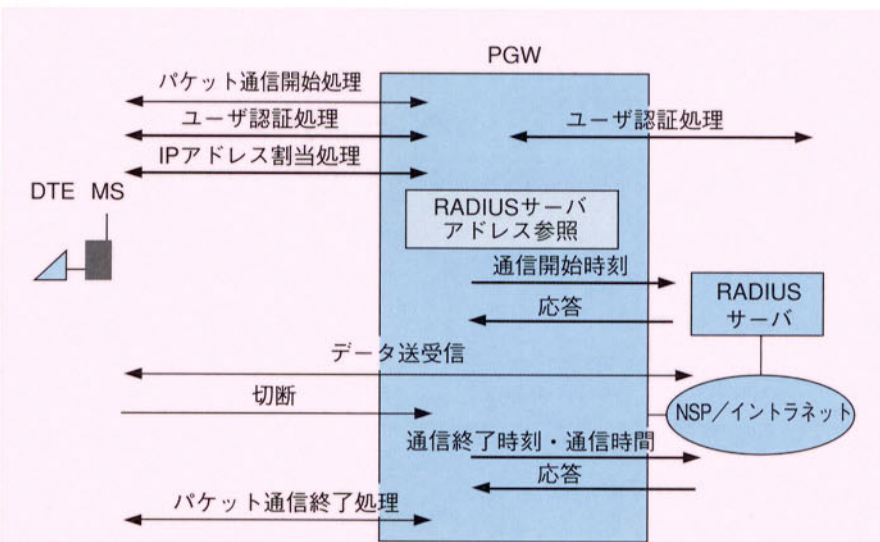 PGW
パケット通信開始処理
ユーザ認証処理
ユーザ認証処理
IPアドレス割当処理
DTE MS
RADIUSサーバ
アドレス参照
通信開始時刻
RADIUS
サーバ
応答
データ送受信
切断
NSP／イントラネット
通信終了時刻・通信時間
応答
パケット通信終了処理